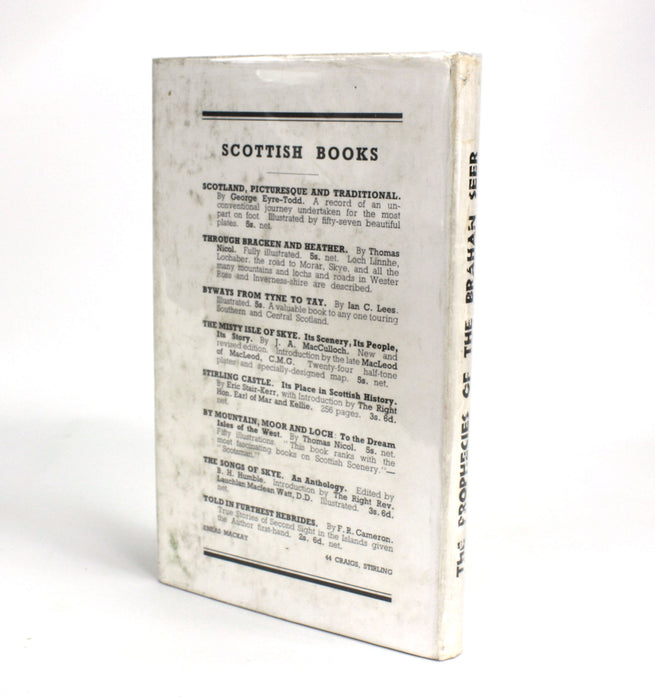 SCOTTISH BOOKS
SCOTLAND, PICTURESQUE AND TRADITIONAL.
By George Eyre-Todd. A record of an un-
conventional journey undertaken for the most
part on foot. Illustrated by fifty-seven beautiful
plates. 5s. net.
THROUGH BRACKEN AND HEATHER. By Thomas
Nicol. Fully illustrated. 5s. net. Loch Linnhe,
Lochaber, the road to Morar, Skye, and all the
many mountains and lochs and roads in Wester
Ross and Inverness-shire are described.
BYWAYS FROM TYNE TO TAY. By Ian C. Lees.
Illustrated. 5s. A valuable book to any one touring
Southern and Central Scotland.
THE MISTY ISLE OF SKYE. Its Scenery, Its People,
Its Story. By J. A. MacCulloch. New and
revised edition. Introduction by the late MacLeod
of MacLeod, C.M.G. Twenty-four half-tone
plates and specially-designed map. 5s. net.
STIRLING CASTLE. Its Place in Scottish History.
By Eric Stair-Kerr, with Introduction by The Right
Hon. Earl of Mar and Kellie. 256 pages. 3s. 6d.
net.
BY MOUNTAIN, MOOR AND LOCH To the Dream
Isles of the West. By Thomas Nicol. 5s. net.
Fifty illustrations. "This book ranks with the
most fascinating books on Scottish Scenery."—
"Scotsman."
THE SONGS OF SKYE. An Anthology. Edited by
B. H. Humble. Introduction by The Right Rev.
Lauchlan Maclean Watt, D.D. Illustrated. 3s. 6d.
net.
TOLD IN FURTHEST HEBRIDES. By F. R. Cameron.
True Stories of Second Sight in the Islands given
the Author first-hand. 2s. 6d. net.
ENEAS MACKAY 44 CRAIGS, STIRLING
THE PROPHECIES OF THE BRAHAN SEER